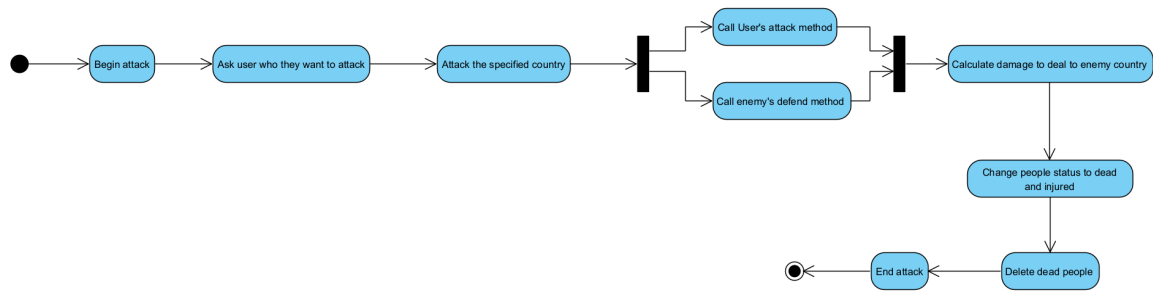 Begin attack
Ask user who they want to attack
Attack the specified country
Call User's attack method
Call enemy's defend method
Calculate damage to deal to enemy country
Change people status to dead
and injured
Delete dead people
End attack